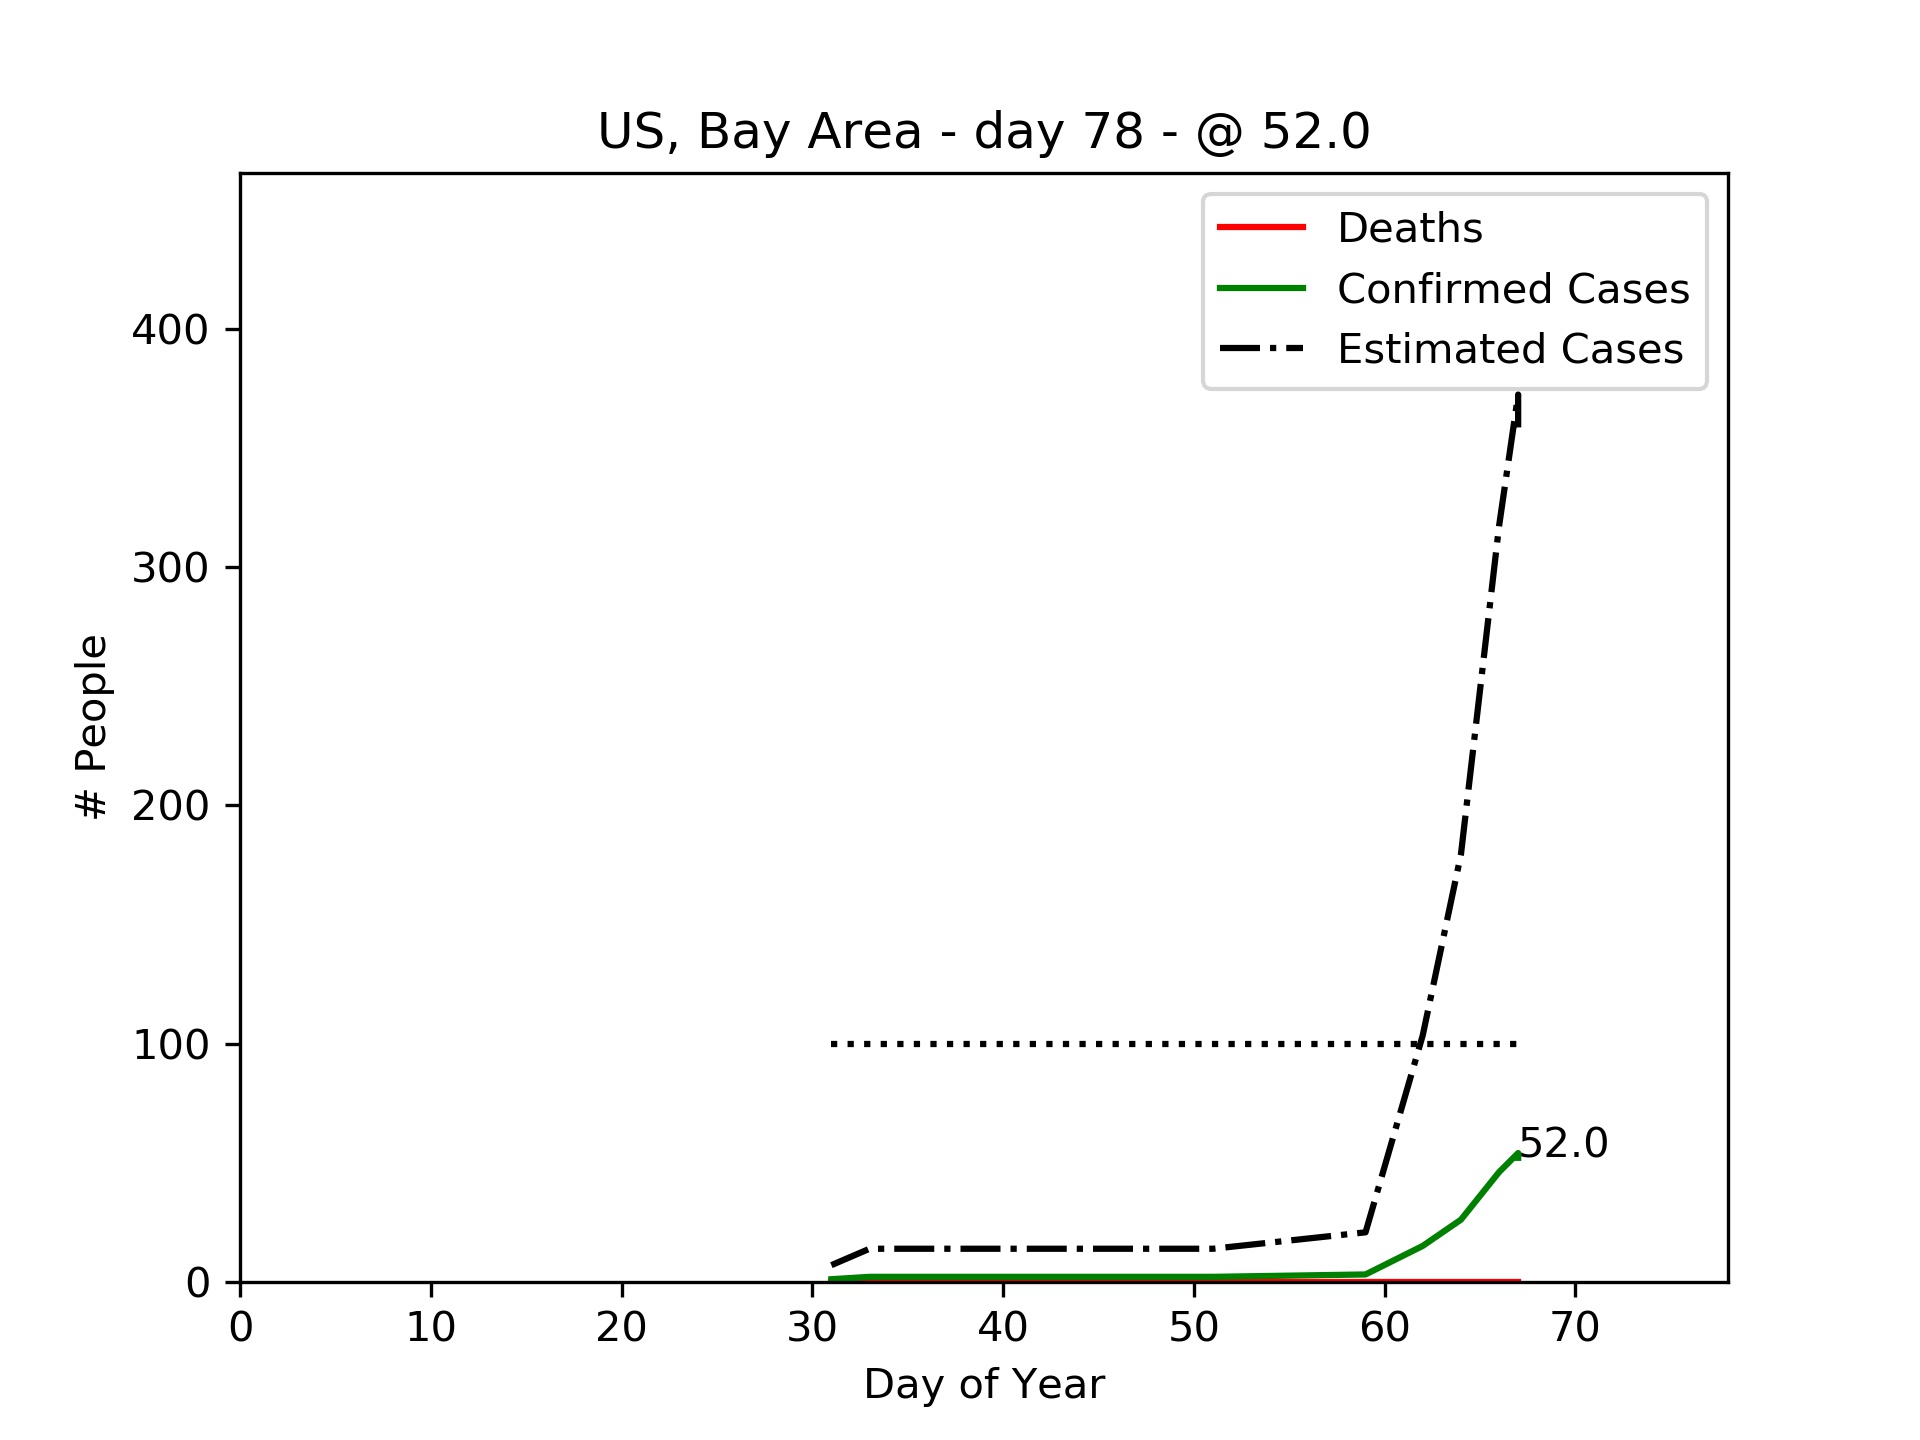 US, Bay Area - day 78 - @ 52.0
Deaths
Confirmed Cases
Estimated Cases
400
300
200
100
0
# People
52.0
0 10 20 30 40 50 60 70
Day of Year